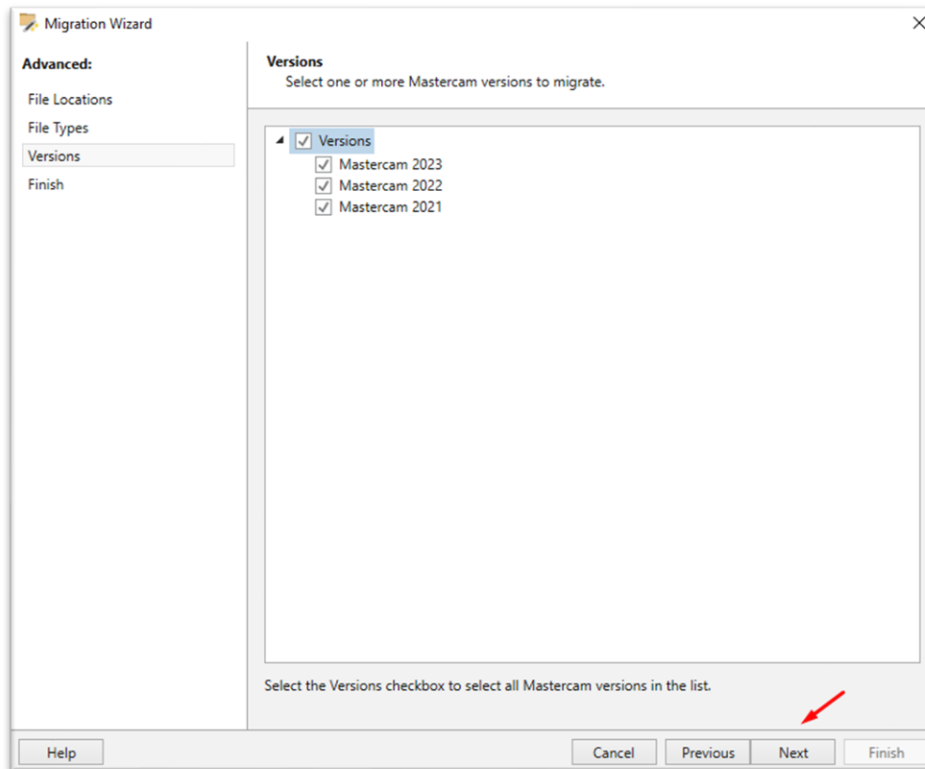 Migration Wizard
Advanced:
File Locations
File Types
Versions
Finish
Versions
Select one or more Mastercam versions to migrate.
Versions
Mastercam 2023
Mastercam 2022
Mastercam 2021
Select the Versions checkbox to select all Mastercam versions in the list.
Help
Cancel
Previous
Next
Finish